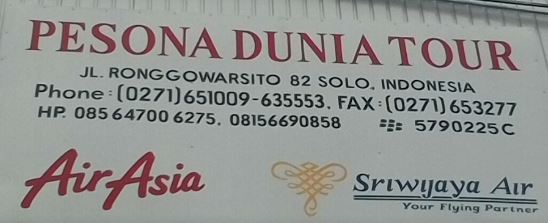 PESONA DUNIA TOUR
JL. RONGGOWARSITO 82 SOLO, INDONESIA
Phone : (0271)651009-635553, FAX : (0271) 653277
HP. 085 64700 6275, 08156690858 5790225C
AirAsia
Sriwijaya Air
Your Flying Partner